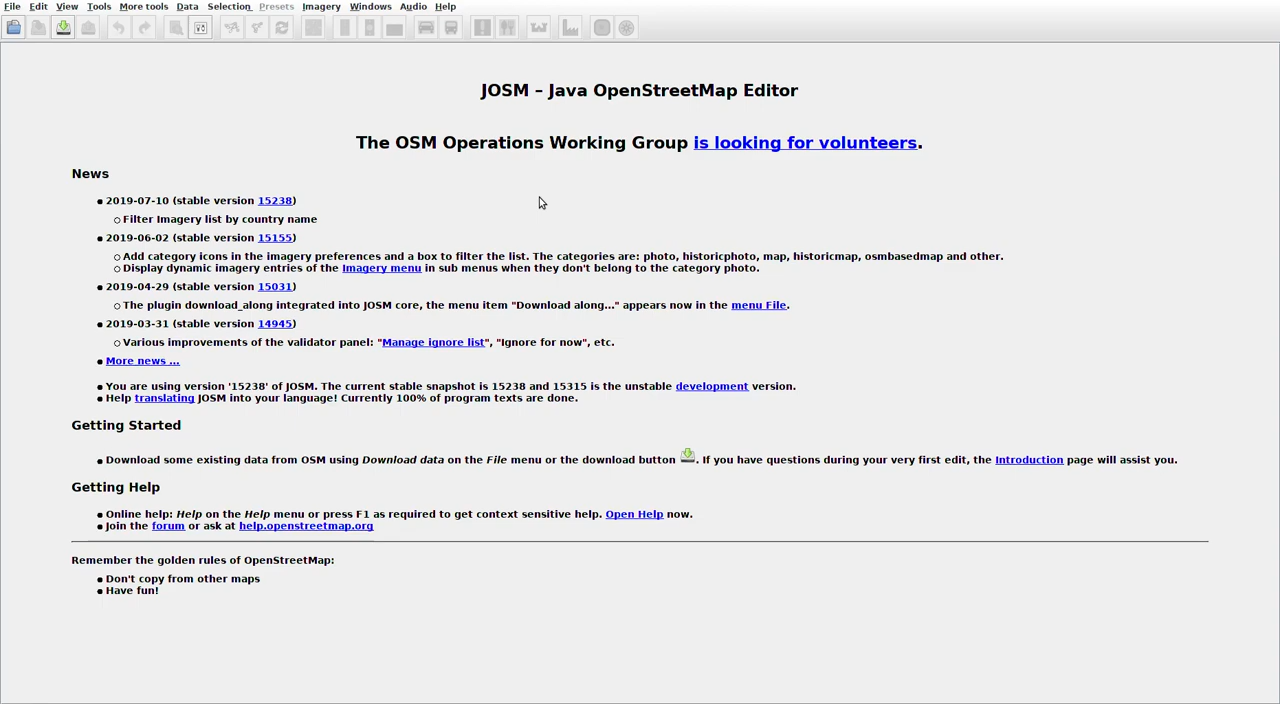 File Edit View Tools More tools Data Selection Presets Imagery Windows Audio Help
JOSM – Java OpenStreetMap Editor
The OSM Operations Working Group is looking for volunteers.
News
2019-07-10 (stable version 15238)
Filter Imagery list by country name
2019-06-02 (stable version 15155)
Add category icons in the imagery preferences and a box to filter the list. The categories are: photo, historicphoto, map, historicmap, osmbasedmap and other.
Display dynamic imagery entries of the Imagery menu in sub menus when they don't belong to the category photo.
2019-04-29 (stable version 15031)
The plugin download_along integrated into JOSM core, the menu item "Download along..." appears now in the menu File.
2019-03-31 (stable version 14945)
Various improvements of the validator panel: "Manage ignore list", "Ignore for now", etc.
More news ...
You are using version '15238' of JOSM. The current stable snapshot is 15238 and 15315 is the unstable development version.
Help translating JOSM into your language! Currently 100% of program texts are done.
Getting Started
Download some existing data from OSM using Download data on the File menu or the download button . If you have questions during your very first edit, the Introduction page will assist you.
Getting Help
Online help: Help on the Help menu or press F1 as required to get context sensitive help. Open Help now.
Join the forum or ask at help.openstreetmap.org
Remember the golden rules of OpenStreetMap:
Don't copy from other maps
Have fun!